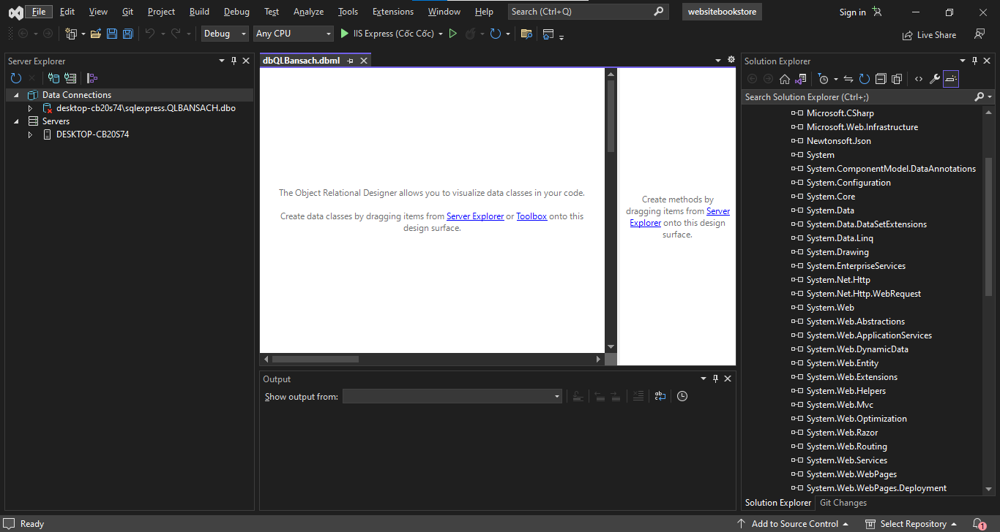 File Edit View Git Project Build Debug Test Analyze Tools Extensions Window Help Search (Ctrl+Q) websitebookstore Sign in
Debug Any CPU IIS Express (Cốc Cốc) Live Share
Server Explorer
Data Connections
desktop-cb20s74\sqlexpress.QLBANSACH.dbo
Servers
DESKTOP-CB20S74
dbQLBansach.dbml
The Object Relational Designer allows you to visualize data classes in your code.
Create data classes by dragging items from Server Explorer or Toolbox onto this
design surface.
Create methods by
dragging items from Server
Explorer onto this design
surface.
Output
Show output from:
Solution Explorer
Search Solution Explorer (Ctrl+;)
Microsoft.CSharp
Microsoft.Web.Infrastructure
Newtonsoft.Json
System
System.ComponentModel.DataAnnotations
System.Configuration
System.Core
System.Data
System.Data.DataSetExtensions
System.Data.Linq
System.Drawing
System.EnterpriseServices
System.Net.Http
System.Net.Http.WebRequest
System.Web
System.Web.Abstractions
System.Web.ApplicationServices
System.Web.DynamicData
System.Web.Entity
System.Web.Extensions
System.Web.Helpers
System.Web.Mvc
System.Web.Optimization
System.Web.Razor
System.Web.Routing
System.Web.Services
System.Web.WebPages
System.Web.WebPages.Deployment
Solution Explorer Git Changes
Ready Add to Source Control Select Repository 1